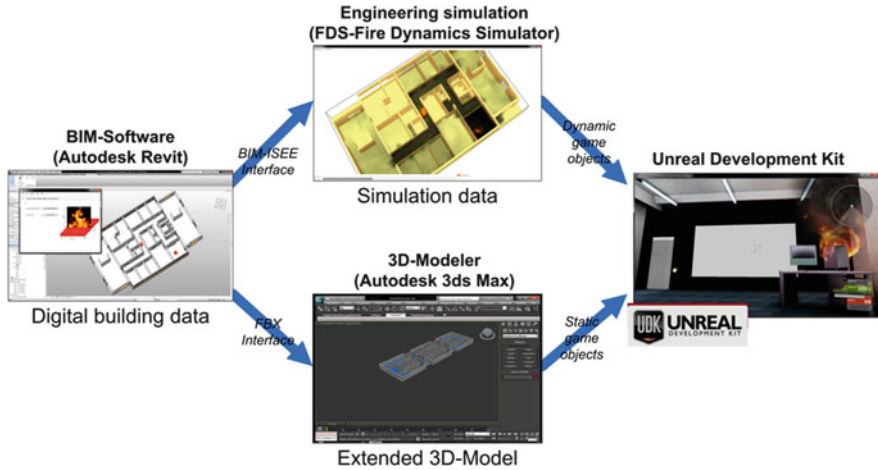 Engineering simulation
(FDS-Fire Dynamics Simulator)
BIM-Software
(Autodesk Revit)
BIM-ISEE
Interface
Dynamic
game
objects
Unreal Development Kit
Simulation data
3D-Modeler
(Autodesk 3ds Max)
Digital building data
FBX
Interface
Static
game
objects
UDK UNREAL
DEVELOPMENT KIT
Extended 3D-Model